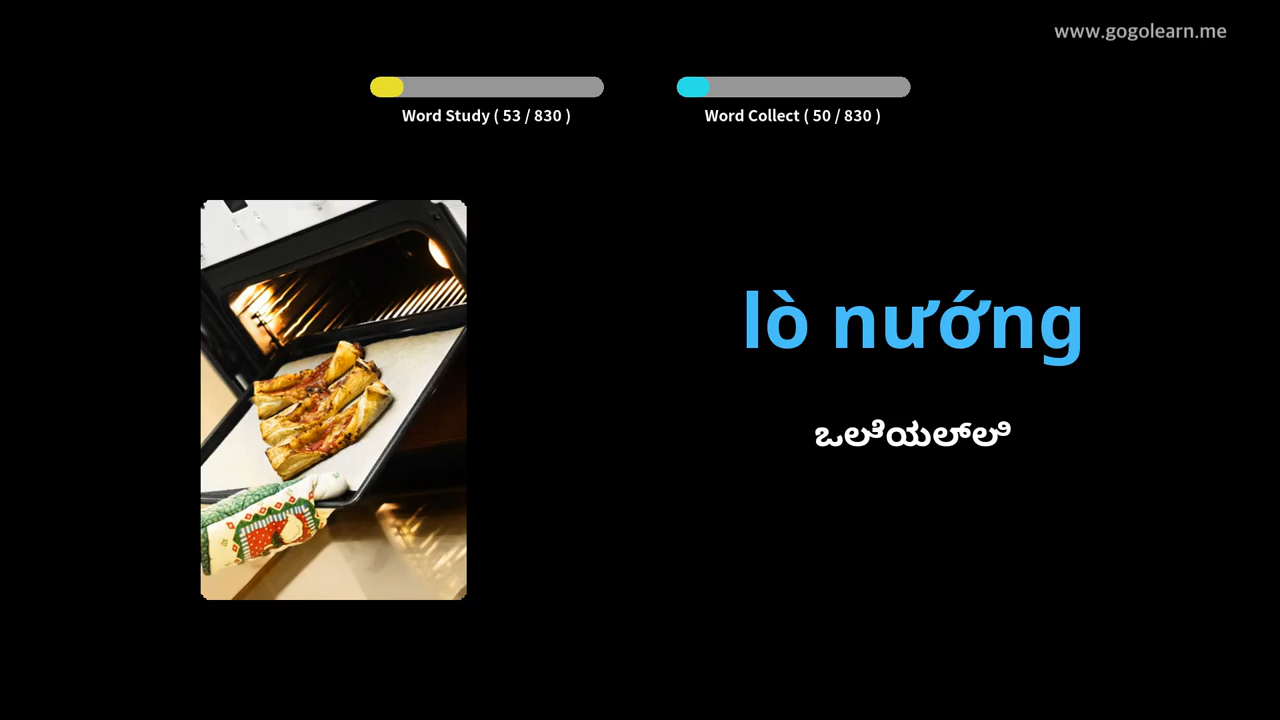 www.gogolearn.me
Word Study ( 53 / 830 )
Word Collect ( 50 / 830 )
lò nướng
ಒಲೆಯಲ್ಲಿ